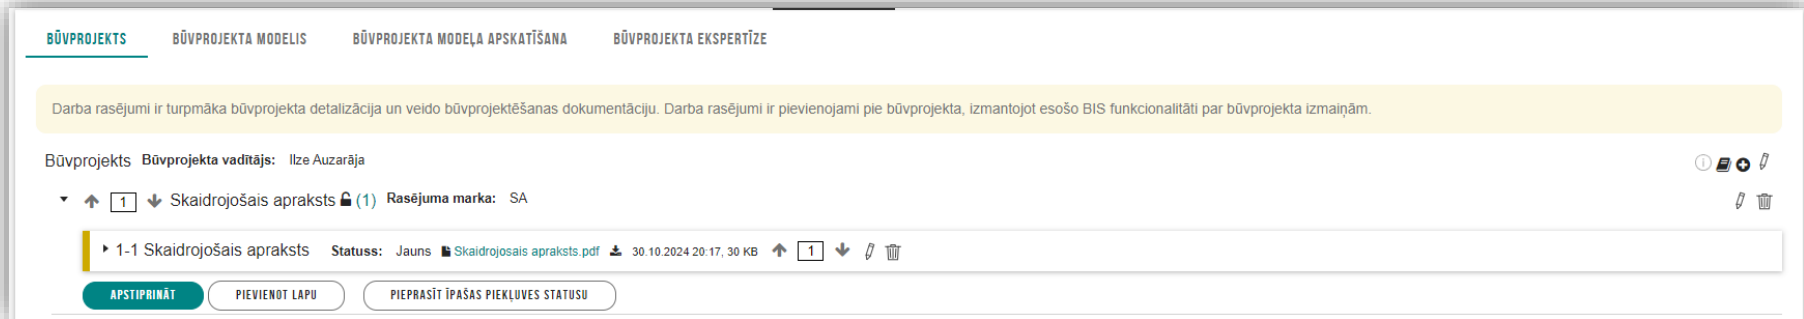 BŪVPROJEKTS BŪVPROJEKTA MODELIS BŪVPROJEKTA MODEĻA APSKATĪŠANA BŪVPROJEKTA EKSPERTĪZE
Darba rasējumi ir turpmāka būvprojekta detalizācija un veido būvprojektēšanas dokumentāciju. Darba rasējumi ir pievienojami pie būvprojekta, izmantojot esošo BIS funkcionalitāti par būvprojekta izmaiņām.
Būvprojekts Būvprojekta vadītājs: Ilze Auzarāja
1 Skaidrojošais apraksts (1) Rasējuma marka: SA
1-1 Skaidrojošais apraksts Statuss: Jauns Skaidrojosais apraksts.pdf 30.10.2024 20:17, 30 KB 1
APSTIPRINĀT PIEVIENOT LAPU PIEPRASĪT ĪPAŠAS PIEKĻUVES STATUSU